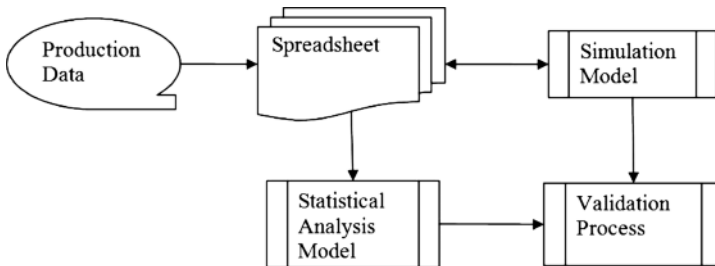 Production
Data
Spreadsheet
Simulation
Model
Statistical
Analysis
Model
Validation
Process